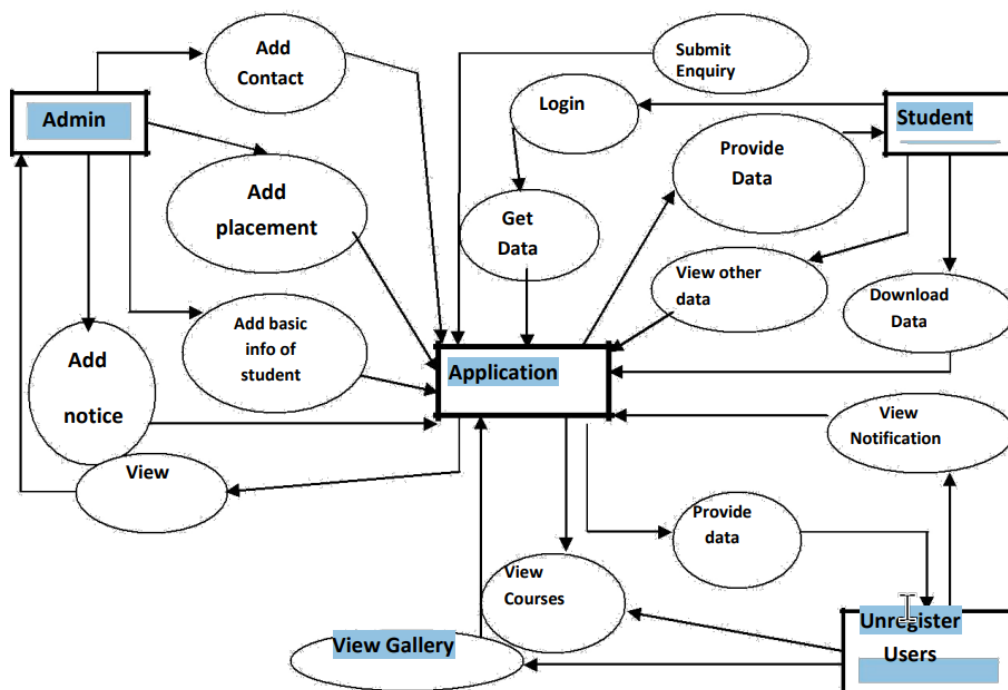 Add
Contact
Submit
Enquiry
Admin
Login
Student
Provide
Data
Add
placement
Get
Data
View other
data
Download
Data
Add basic
info of
student
Add
notice
Application
View
Notification
View
Provide
data
View
Courses
Unregister
Users
View Gallery